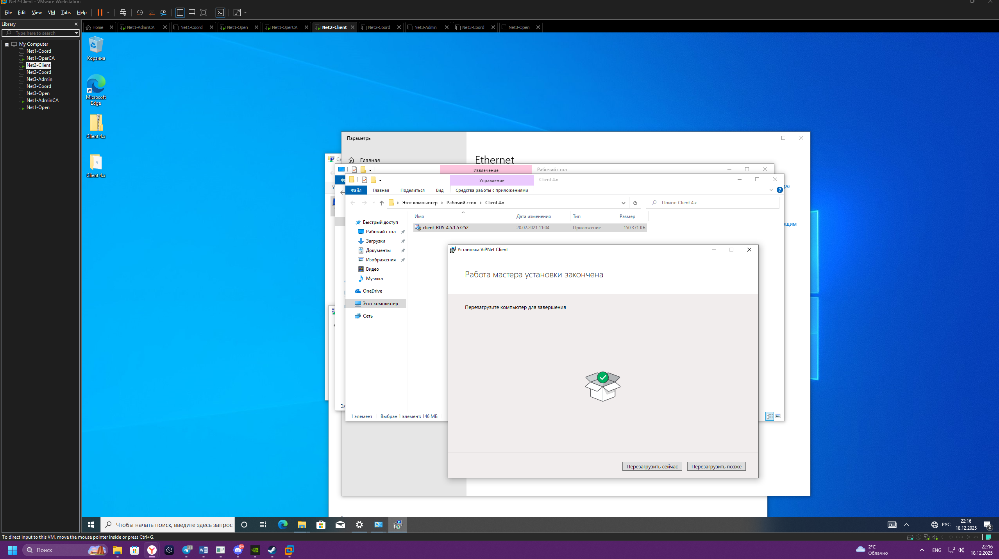 Net2-Client - VMware Workstation
File Edit View VM Tabs Help
Library
Type here to search
Home Net1-AdminCA Net1-Coord Net1-Open Net1-OperCA Net2-Client Net2-Coord Net3-Admin Net3-Coord Net3-Open
My Computer
Net1-Coord
Net1-OperCA
Net2-Client
Net2-Coord
Net3-Admin
Net3-Coord
Net3-Open
Net1-AdminCA
Net1-Open
Корзина
Microsoft
Edge
Client 4.x
Client 4.x
Параметры
Главная
Ethernet
Извлечение
Рабочий стол
Управление
Client 4.x
Файл Главная Поделиться Вид Средства работы с приложениями
Этот компьютер Рабочий стол Client 4.x
Поиск: Client 4.x
Имя Дата изменения Тип Размер
client_RUS_4.5.1.57252 20.02.2021 11:04 Приложение 150 371 КБ
Быстрый доступ
Рабочий стол
Загрузки
Документы
Изображения
Видео
Музыка
OneDrive
Этот компьютер
Сеть
1 элемент Выбран 1 элемент: 146 МБ
Установка ViPNet Client
Работа мастера установки закончена
Перезагрузите компьютер для завершения
Перезагрузить сейчас Перезагрузить позже
Чтобы начать поиск, введите здесь запрос
РУС
22:16
18.12.2025
2
To direct input to this VM, move the mouse pointer inside or press Ctrl+G.
Поиск
33
9+
2°C
Облачно
ENG
22:16
18.12.2025